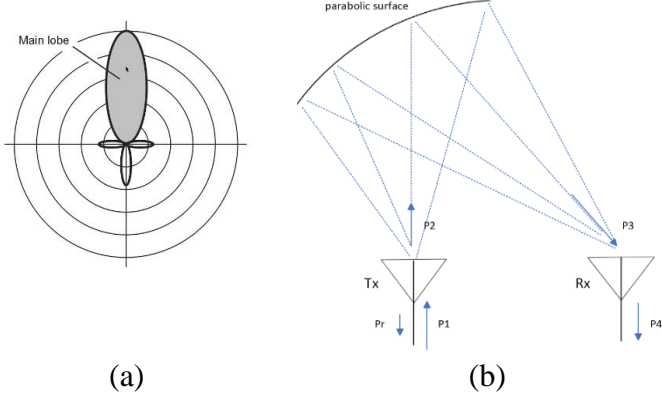 parabolic surface
Main lobe
P2
P3
Tx
Rx
Pr
P1
P4
(a)
(b)